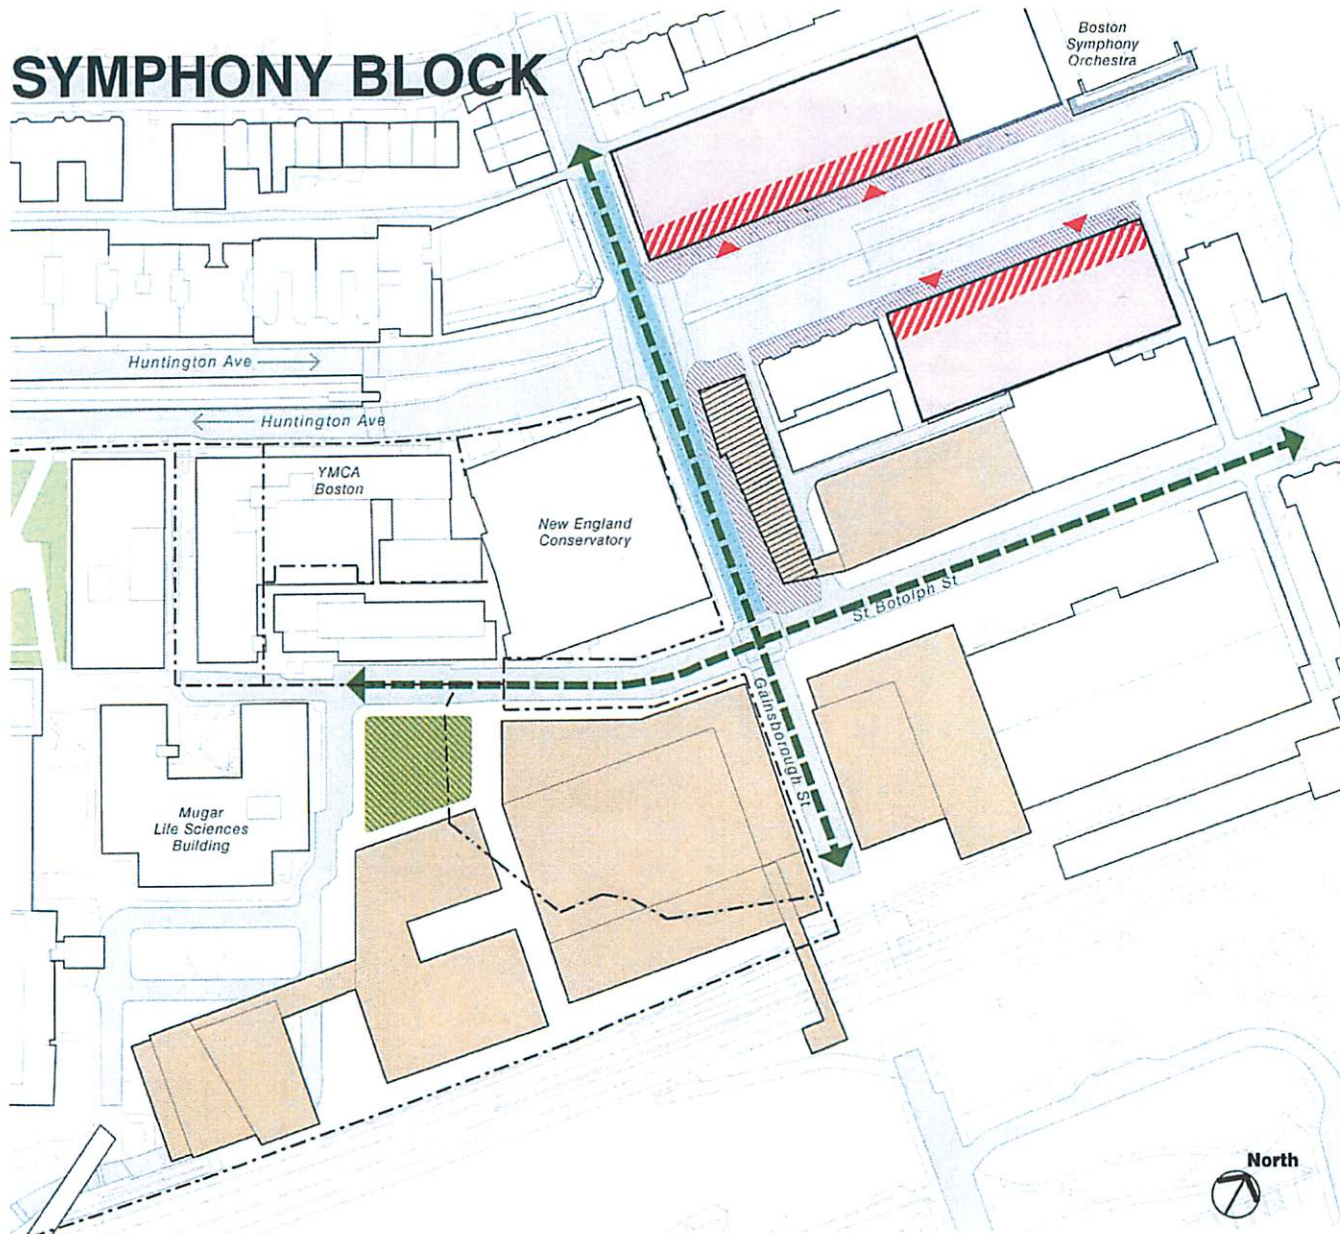 SYMPHONY BLOCK
Boston
Symphony
Orchestra
Huntington Ave
Huntington Ave
YMCA
Boston
New England
Conservatory
St Botolph St
Gainsborough St
Mugar
Life Sciences
Building
North